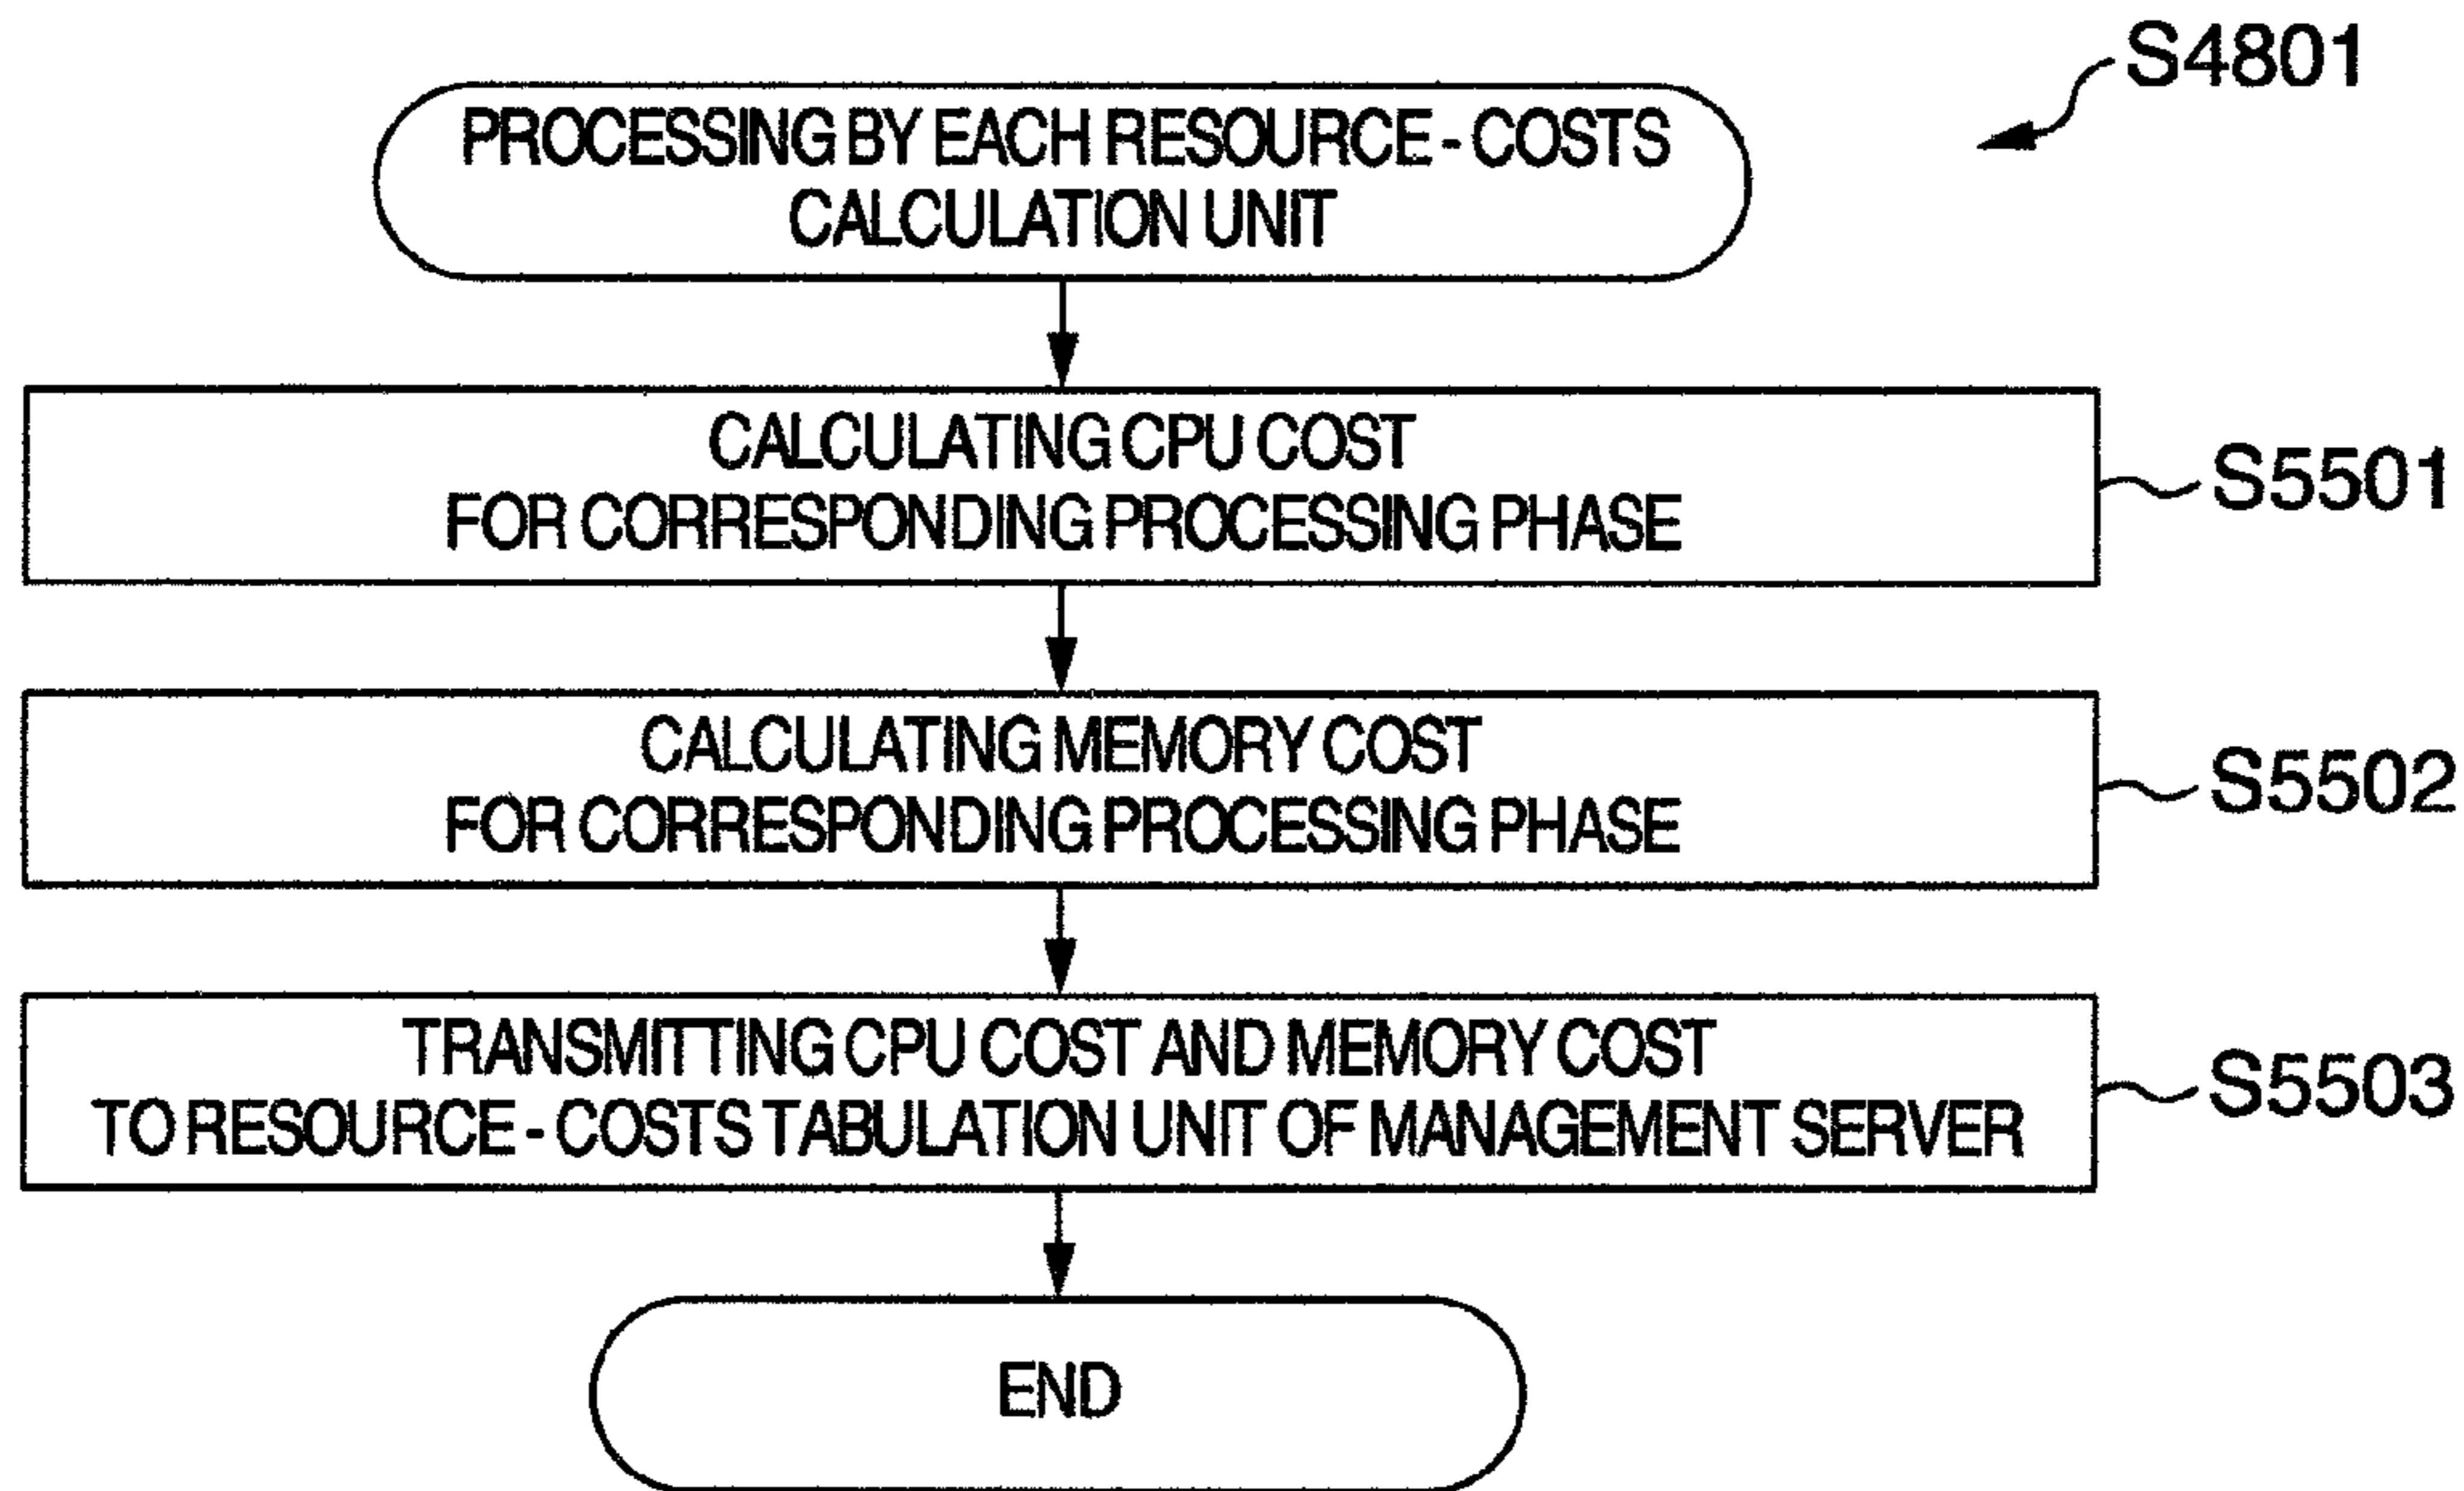 S4801
PROCESSING BY EACH RESOURCE - COSTS
CALCULATION UNIT
CALCULATING CPU COST
FOR CORRESPONDING PROCESSING PHASE
S5501
CALCULATING MEMORY COST
FOR CORRESPONDING PROCESSING PHASE
S5502
TRANSMITTING CPU COST AND MEMORY COST
TO RESOURCE - COSTS TABULATION UNIT OF MANAGEMENT SERVER
S5503
END